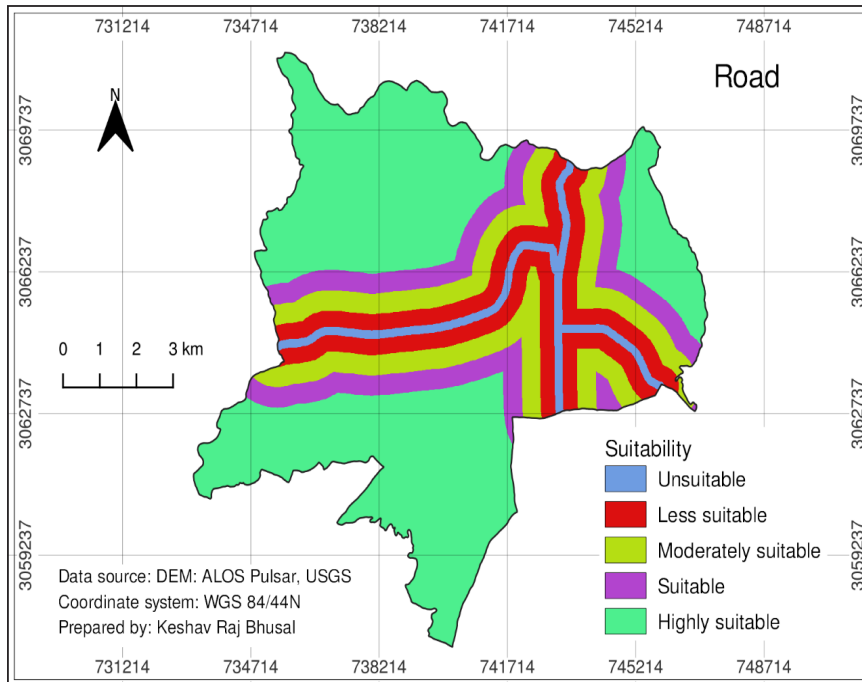 731214 734714 738214 741714 745214 748714
Road
N
3069737 3069737
3066237 3066237
0 1 2 3 km
3062737 3062737
Suitability
Unsuitable
Less suitable
Moderately suitable
Suitable
Highly suitable
3059237 3059237
Data source: DEM: ALOS Pulsar, USGS
Coordinate system: WGS 84/44N
Prepared by: Keshav Raj Bhusal
731214 734714 738214 741714 745214 748714